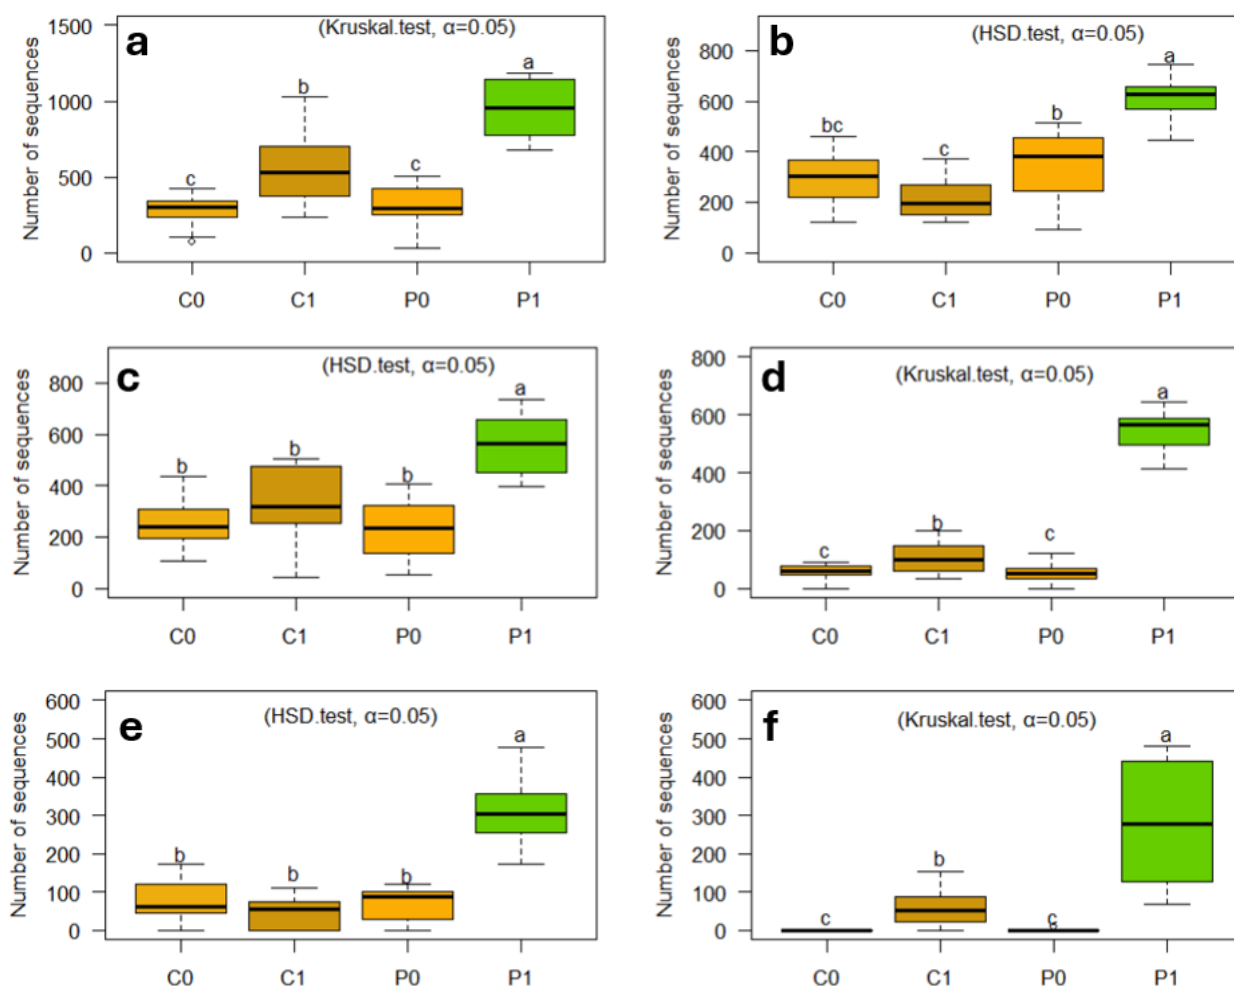 a
(Kruskal.test, α=0.05)
Number of sequences
1500
1000
500
0
c
b
c
a
C0
C1
P0
P1
b
(HSD.test, α=0.05)
Number of sequences
800
600
400
200
0
bc
c
b
a
C0
C1
P0
P1
c
(HSD.test, α=0.05)
Number of sequences
800
600
400
200
0
b
b
b
a
C0
C1
P0
P1
d
(Kruskal.test, α=0.05)
Number of sequences
800
600
400
200
0
c
b
c
a
C0
C1
P0
P1
e
(HSD.test, α=0.05)
Number of sequences
600
500
400
300
200
100
0
b
b
b
a
C0
C1
P0
P1
f
(Kruskal.test, α=0.05)
Number of sequences
600
500
400
300
200
100
0
c
b
c
a
C0
C1
P0
P1